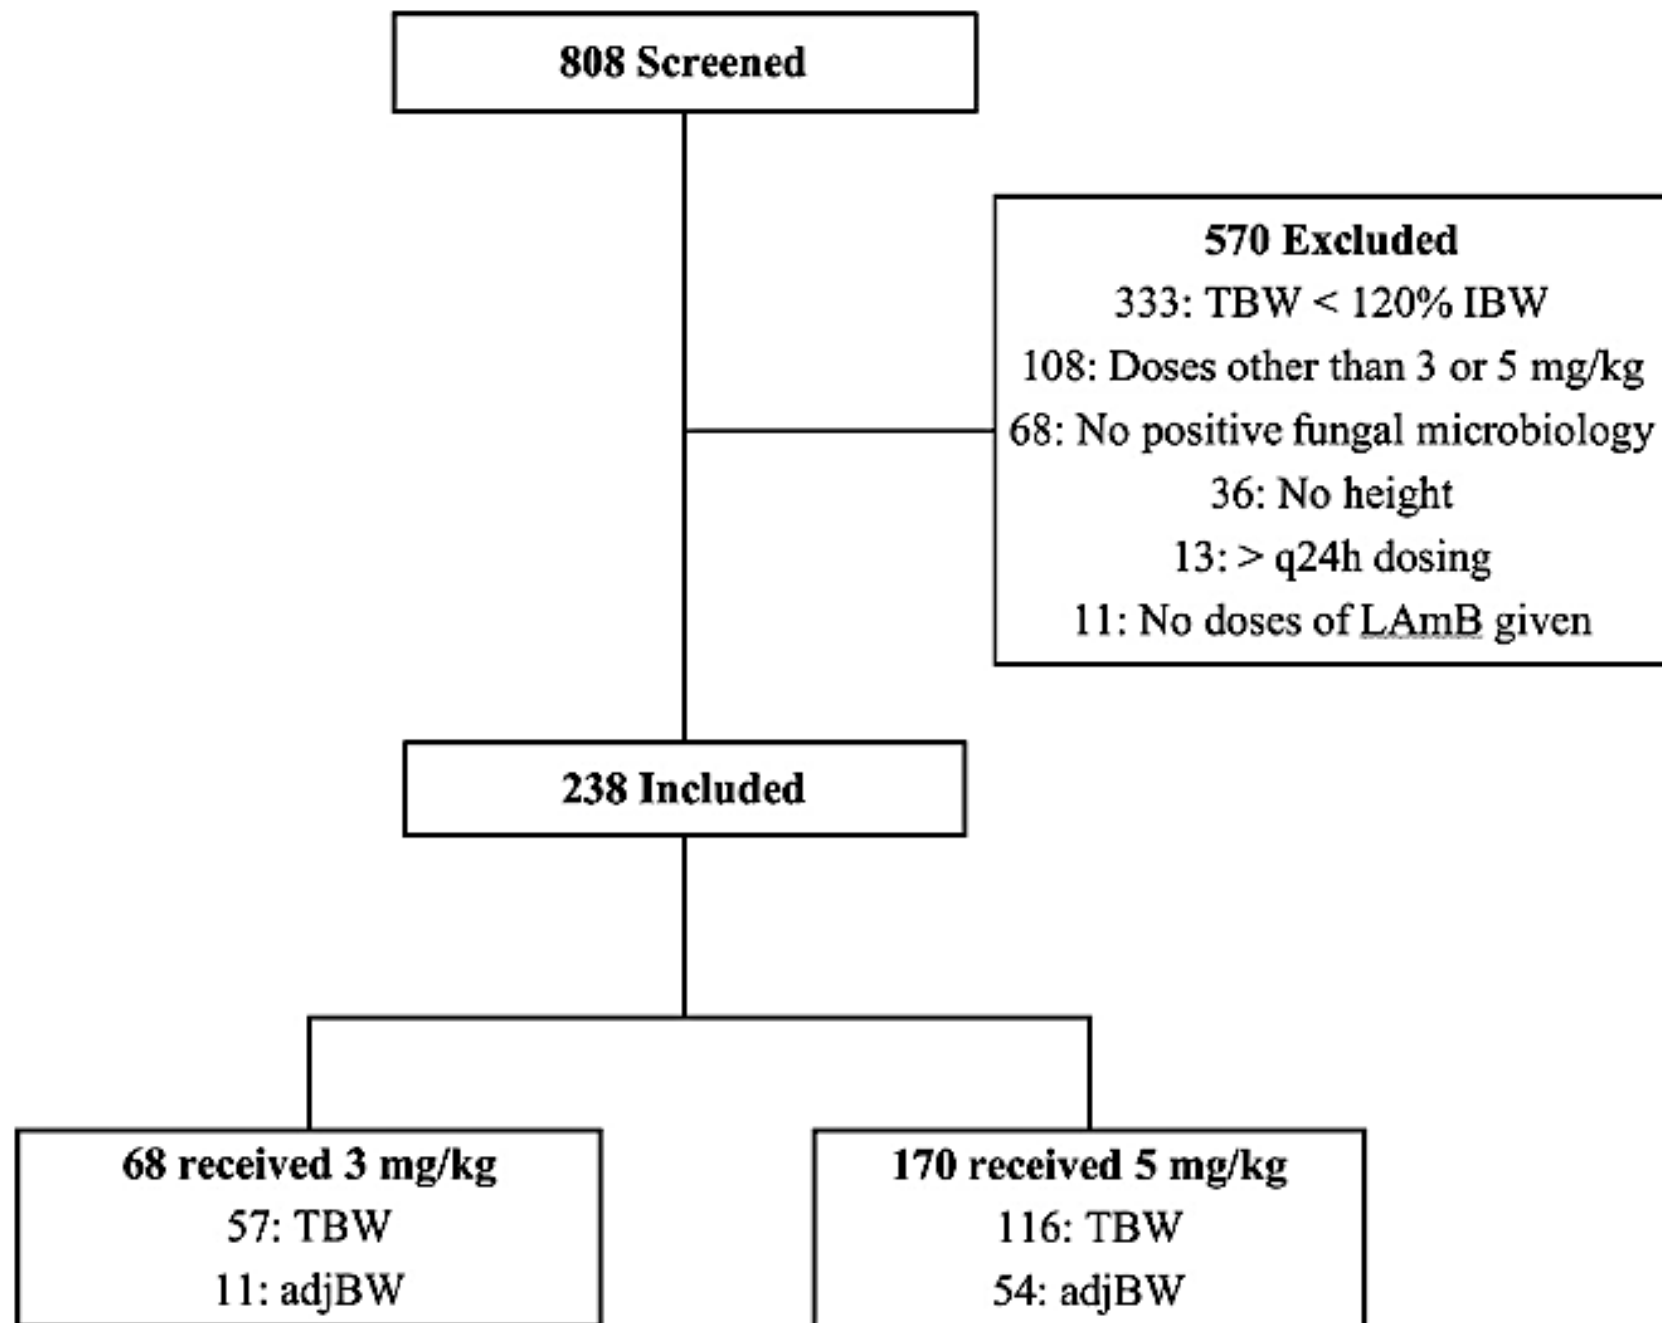 808 Screened
570 Excluded
333: TBW < 120% IBW
108: Doses other than 3 or 5 mg/kg
68: No positive fungal microbiology
36: No height
13: > q24h dosing
11: No doses of LAmB given
238 Included
68 received 3 mg/kg
57: TBW
11: adjBW
170 received 5 mg/kg
116: TBW
54: adjBW